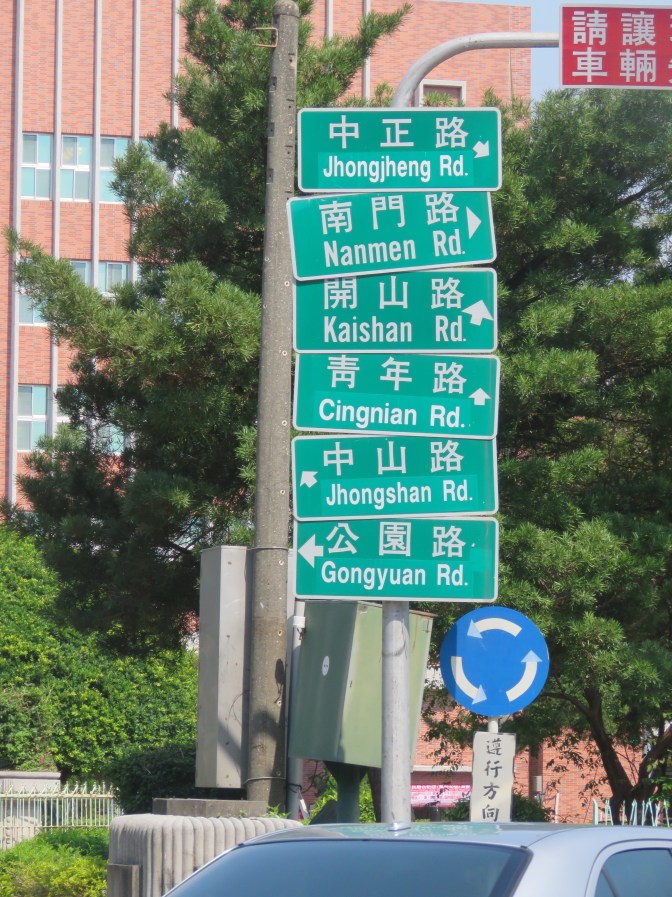 請讓
車輛
中正路
Jhongjheng Rd.
南門路
Nanmen Rd.
開山路
Kaishan Rd.
青年路
Cingnian Rd.
中山路
Jhongshan Rd.
公園路
Gongyuan Rd.
遵行方向